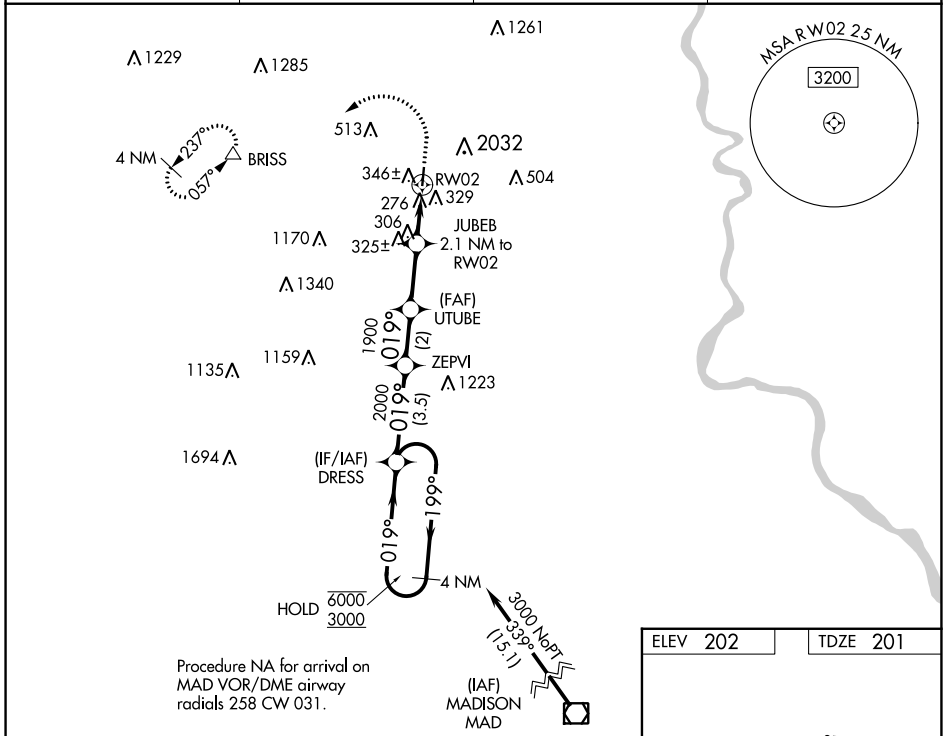 1261
1229
1285
MSA RW02 25 NM
3200
513
2032
4 NM
237°
057°
BRISS
346±
RW02
504
276
329
306
325±
JUBEB
2.1 NM to
RW02
1170
1340
(FAF)
UTUBE
1900
019°
(2)
1159
1135
ZEPVI
1223
2000
019°
(3.5)
1694
(IF/IAF)
DRESS
019°
199°
4 NM
HOLD
6000
3000
3000 NoPT
339°
(15.1)
(IAF)
MADISON
MAD
Procedure NA for arrival on
MAD VOR/DME airway
radials 258 CW 031.
ELEV 202
TDZE 201